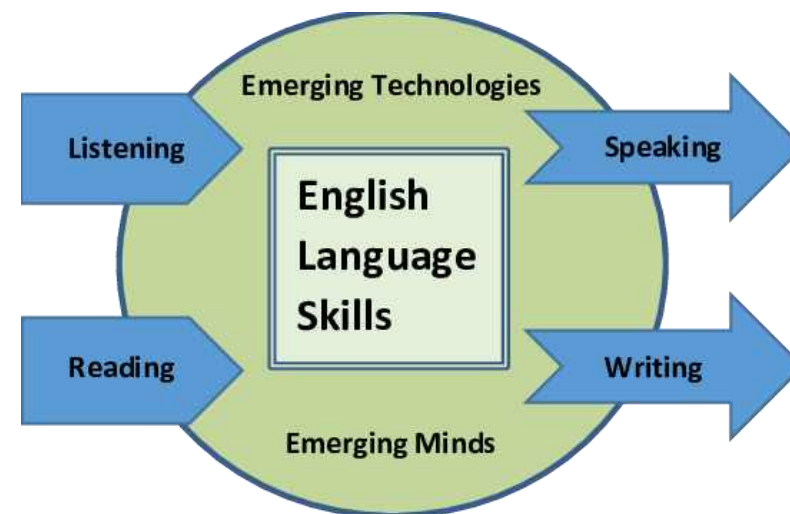 Emerging Technologies
Listening
Speaking
English
Language
Skills
Reading
Writing
Emerging Minds